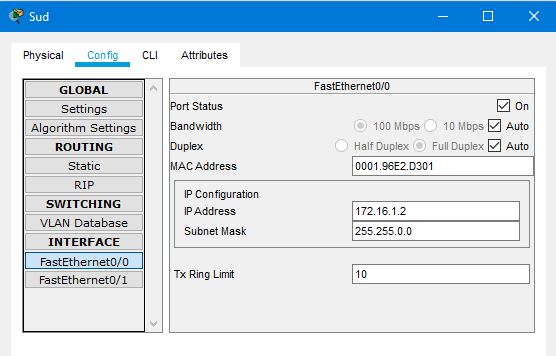 Sud
Physical Config CLI Attributes
GLOBAL
Settings
Algorithm Settings
ROUTING
Static
RIP
SWITCHING
VLAN Database
INTERFACE
FastEthernet0/0
FastEthernet0/1
FastEthernet0/0
Port Status On
Bandwidth 100 Mbps 10 Mbps Auto
Duplex Half Duplex Full Duplex Auto
MAC Address 0001.96E2.D301
IP Configuration
IP Address 172.16.1.2
Subnet Mask 255.255.0.0
Tx Ring Limit 10